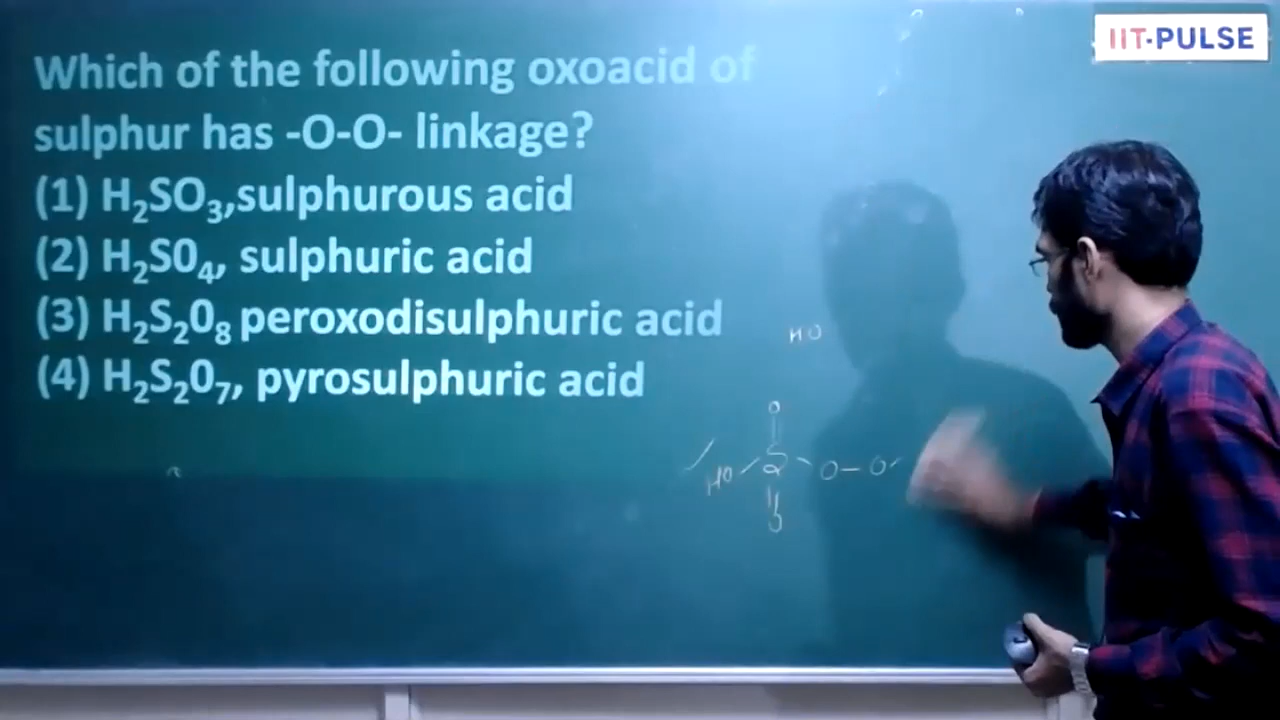 IIT-PULSE
Which of the following oxoacid of
sulphur has -O-O- linkage?
(1) H₂SO₃,sulphurous acid
(2) H₂S0₄, sulphuric acid
(3) H₂S₂0₈ peroxodisulphuric acid
(4) H₂S₂0₇, pyrosulphuric acid
HO
O
HO S O-O
O